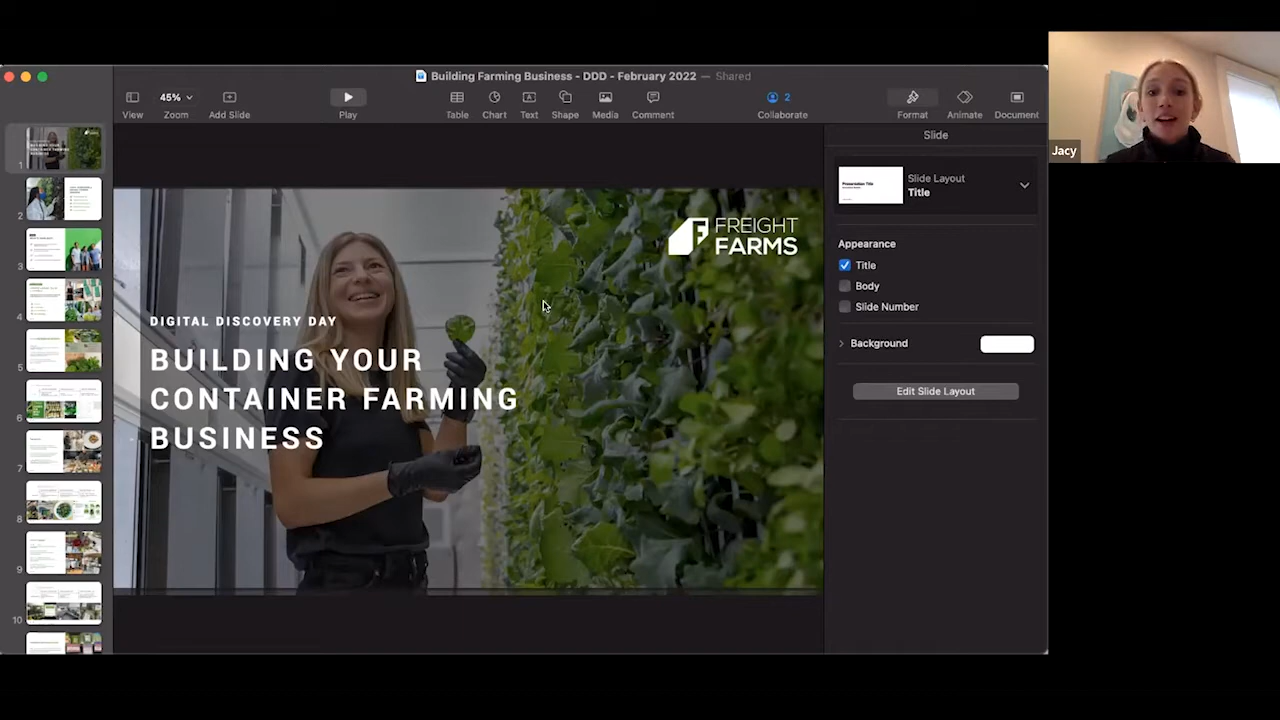 Building Farming Business - DDD - February 2022 — Shared
45%
View
Zoom
Add Slide
Play
Table
Chart
Text
Shape
Media
Comment
2
Collaborate
Format
Animate
Document
Slide
Jacy
Presentation Title
Slide Layout
Title
Appearance
Title
Body
Slide Number
Background
Edit Slide Layout
FREIGHT
FARMS
DIGITAL DISCOVERY DAY
BUILDING YOUR
CONTAINER FARMING
BUSINESS
1
2
3
4
5
6
7
8
9
10